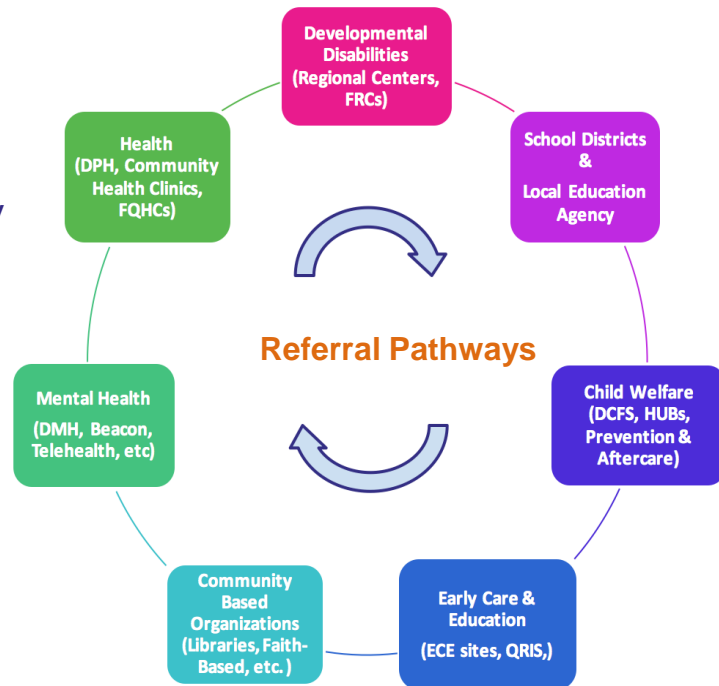 Developmental
Disabilities
(Regional Centers,
FRCs)
School Districts
&
Local Education
Agency
Child Welfare
(DCFS, HUBs,
Prevention &
Aftercare)
Early Care &
Education
(ECE sites, QRIS,)
Community
Based
Organizations
(Libraries, Faith-
Based, etc. )
Mental Health
(DMH, Beacon,
Telehealth, etc)
Health
(DPH, Community
Health Clinics,
FQHCs)
Referral Pathways